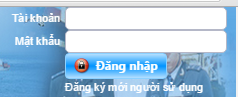 Tài khoản
Mật khẩu
Đăng nhập
Đăng ký mới người sử dụng